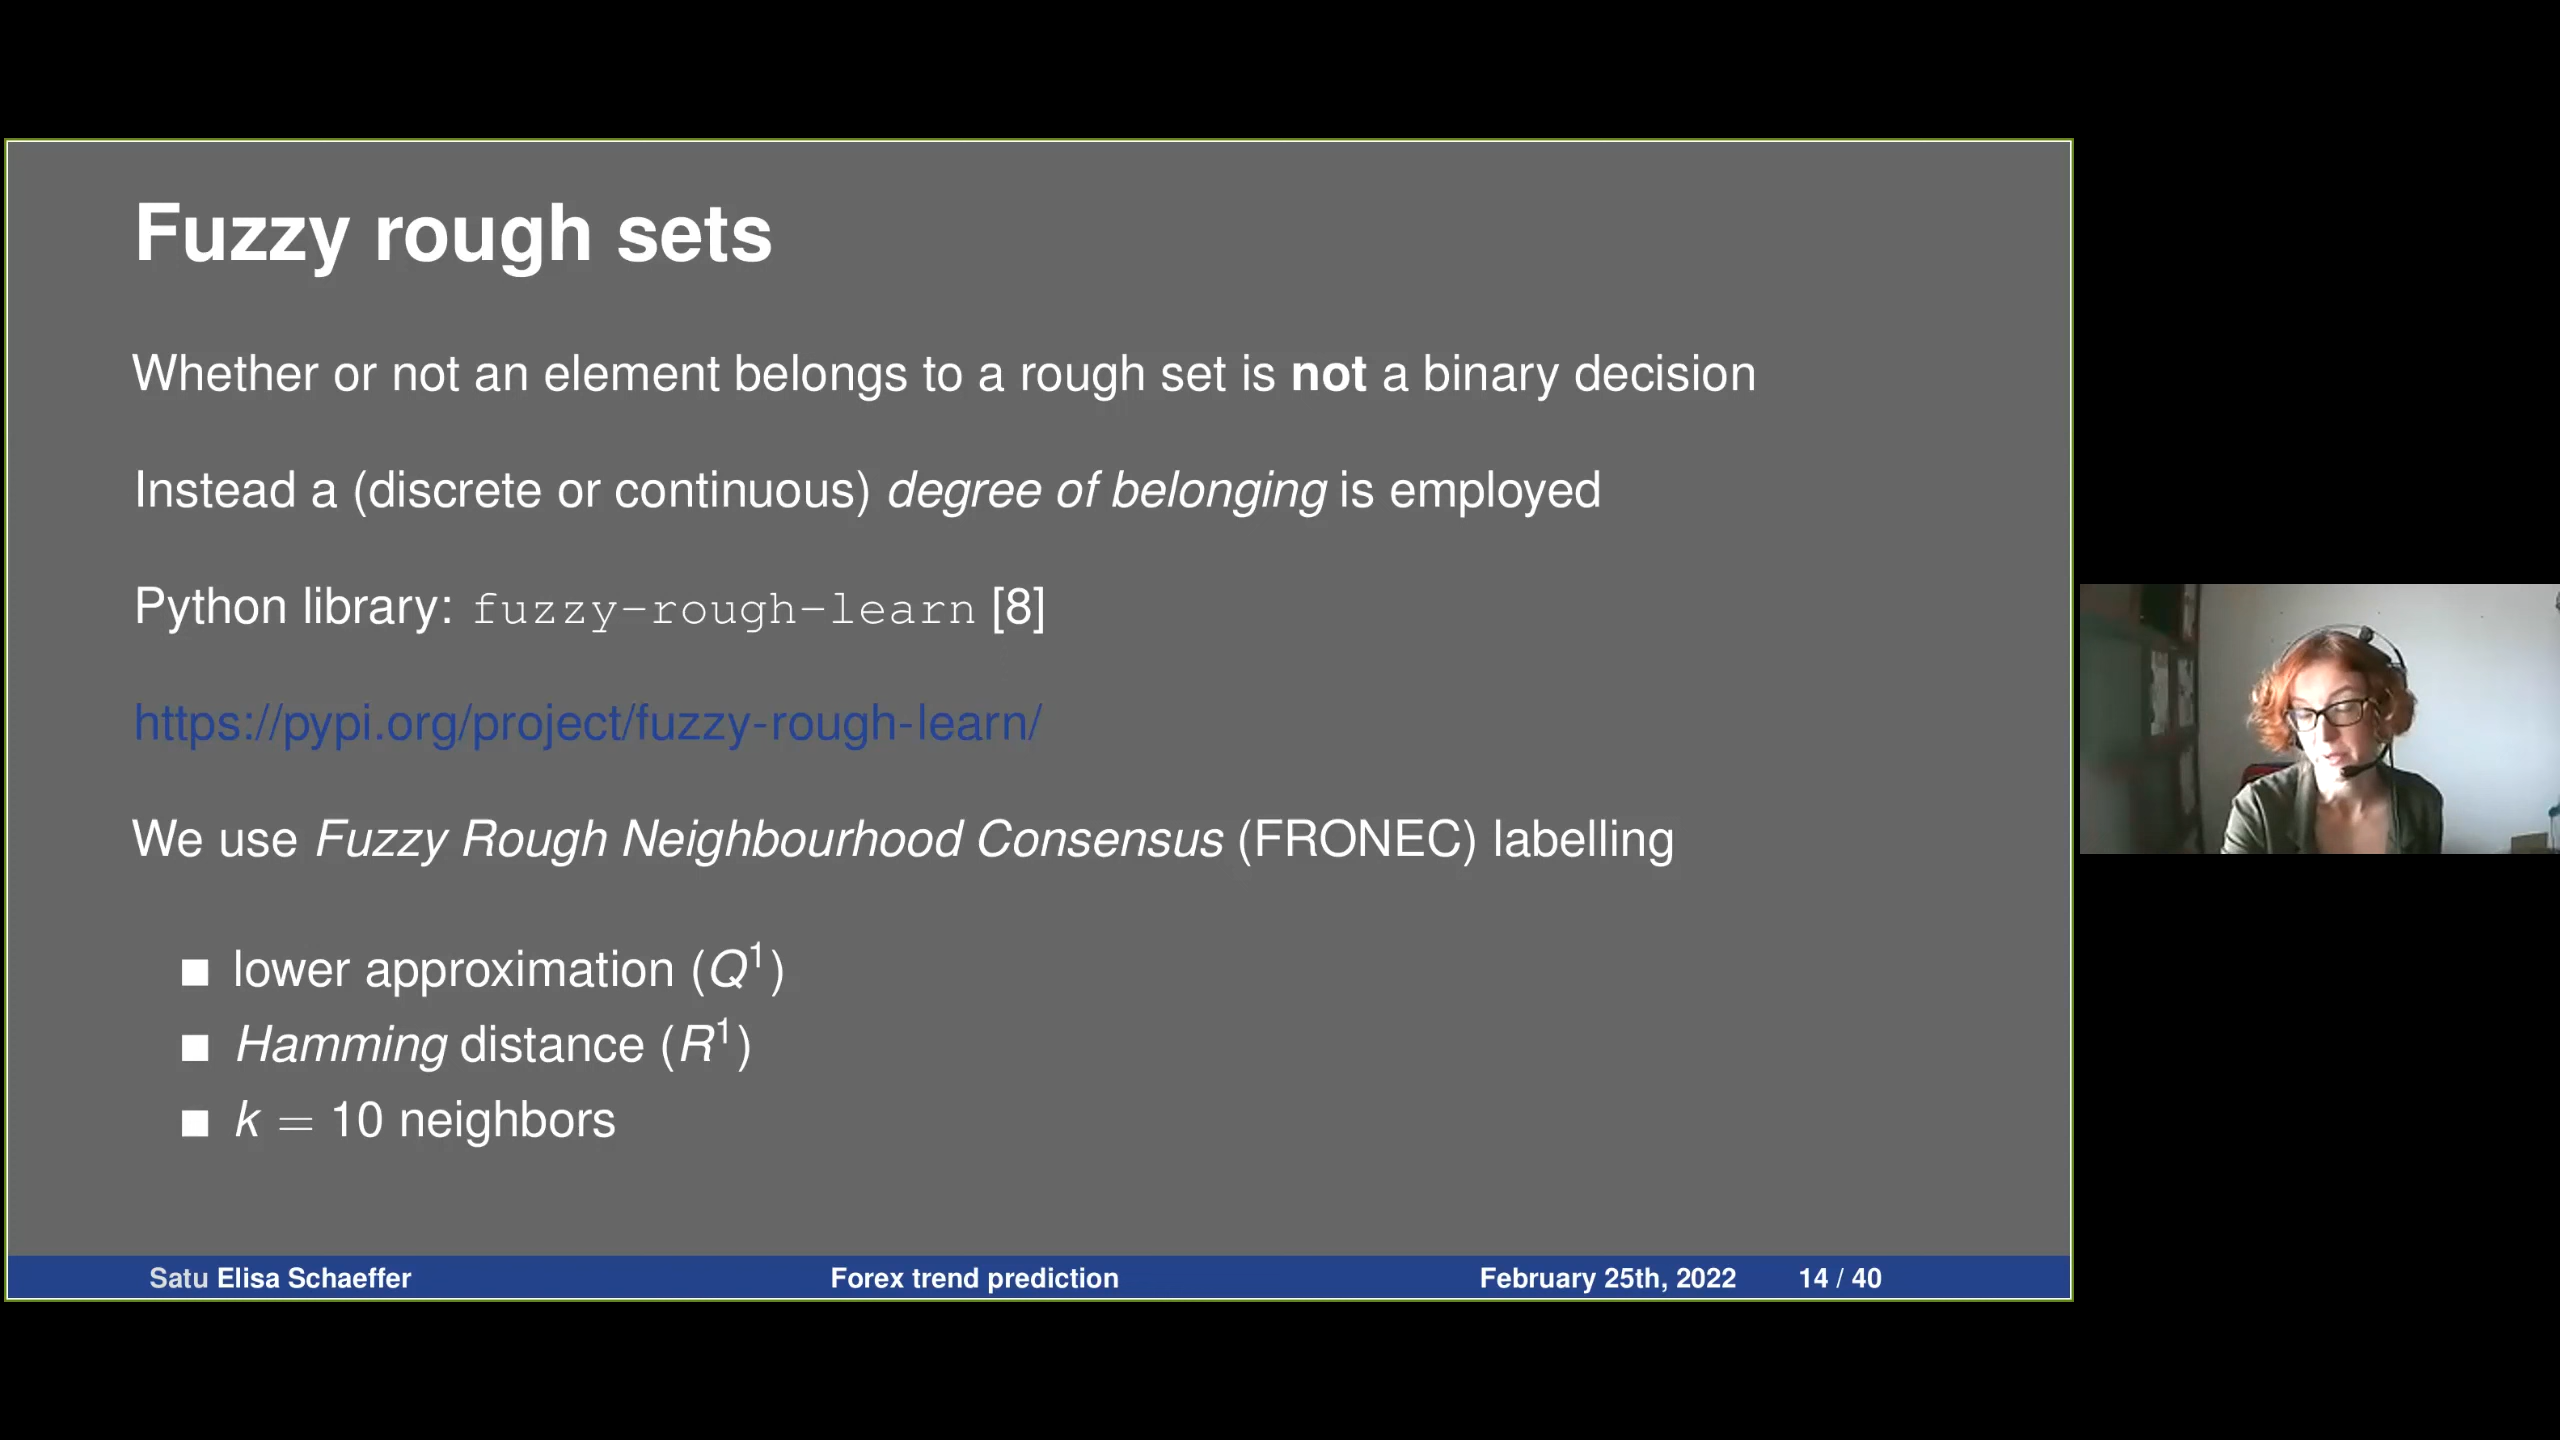 Fuzzy rough sets
Whether or not an element belongs to a rough set is not a binary decision
Instead a (discrete or continuous) degree of belonging is employed
Python library: fuzzy-rough-learn [8]
https://pypi.org/project/fuzzy-rough-learn/
We use Fuzzy Rough Neighbourhood Consensus (FRONEC) labelling
■ lower approximation (Q¹)
■ Hamming distance (R¹)
■ k = 10 neighbors
Satu Elisa Schaeffer Forex trend prediction February 25th, 2022 14 / 40